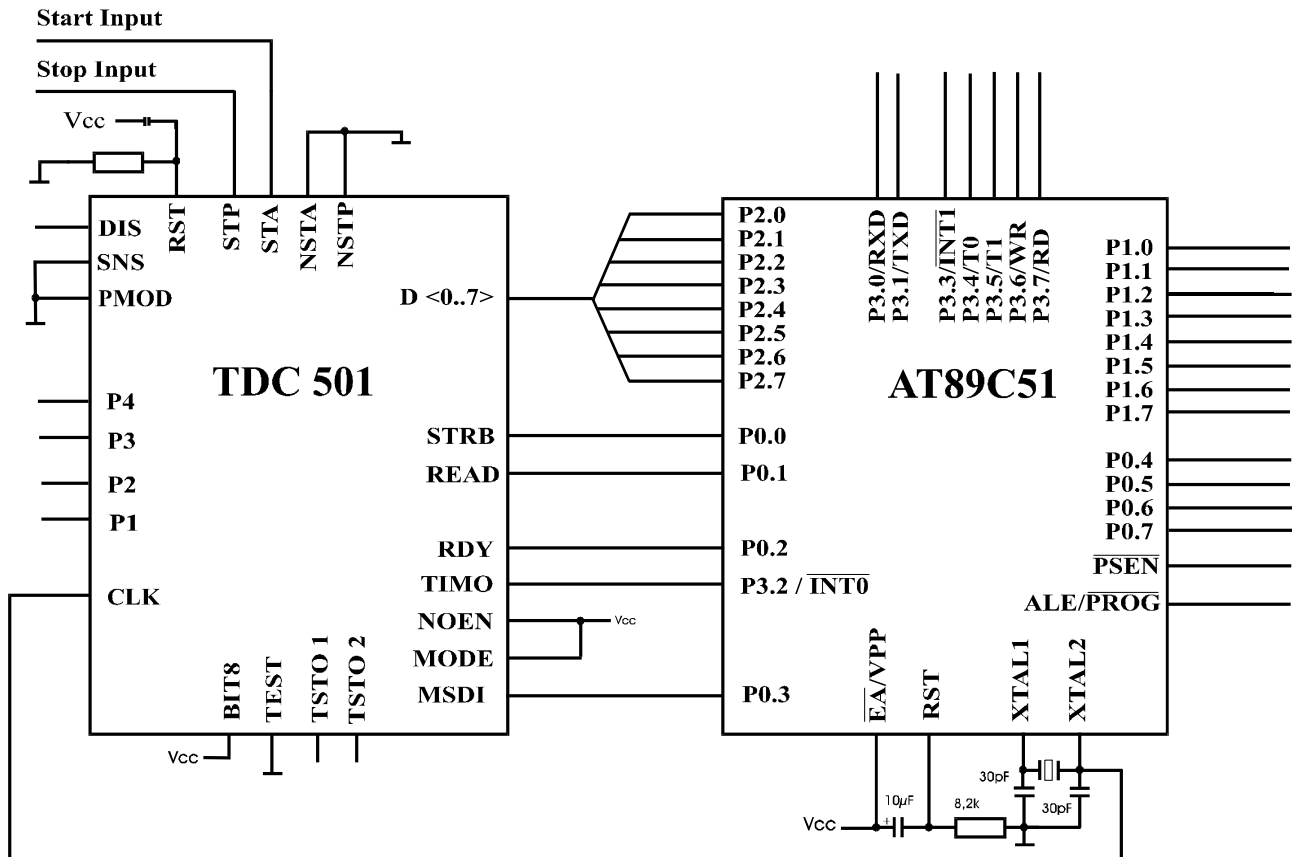 Start Input
Stop Input
Vcc
RST
STP
STA
NSTA
NSTP
DIS
SNS
PMOD
D <0..7>
TDC 501
P4
P3
P2
P1
CLK
STRB
READ
RDY
TIMO
NOEN
MODE
MSDI
Vcc
BIT8
TEST
TSTO 1
TSTO 2
Vcc
P2.0
P2.1
P2.2
P2.3
P2.4
P2.5
P2.6
P2.7
P3.0/RXD
P3.1/TXD
P3.3/INT1
P3.4/T0
P3.5/T1
P3.6/WR
P3.7/RD
AT89C51
P0.0
P0.1
P0.2
P3.2 / INT0
P0.3
P1.0
P1.1
P1.2
P1.3
P1.4
P1.5
P1.6
P1.7
P0.4
P0.5
P0.6
P0.7
PSEN
ALE/PROG
EA/VPP
RST
XTAL1
XTAL2
Vcc
+
10µF
8,2k
30pF
30pF